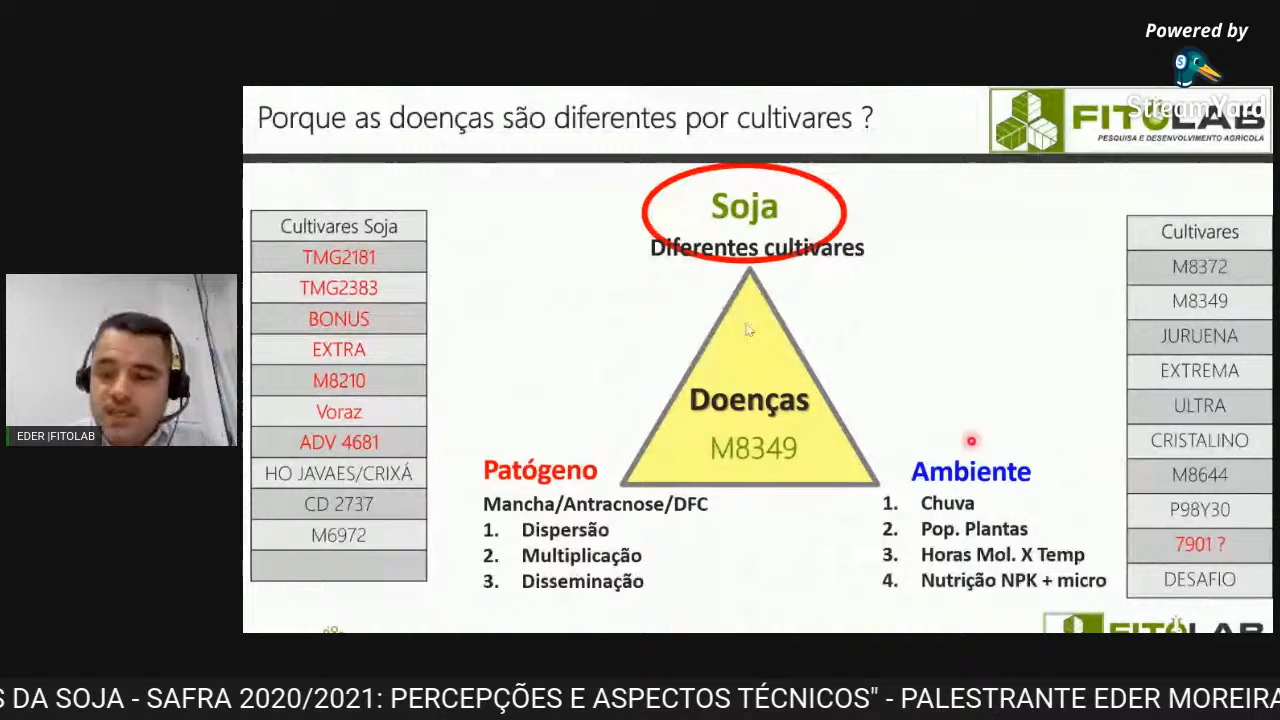 Powered by
StreamYard
Porque as doenças são diferentes por cultivares ?
FITOLAB
PESQUISA E DESENVOLVIMENTO AGRÍCOLA
Cultivares Soja
TMG2181
TMG2383
BONUS
EXTRA
M8210
Voraz
ADV 4681
HO JAVAES/CRIXÁ
CD 2737
M6972
Soja
Diferentes cultivares
Doenças
M8349
Patógeno
Mancha/Antracnose/DFC
1. Dispersão
2. Multiplicação
3. Disseminação
Ambiente
1. Chuva
2. Pop. Plantas
3. Horas Mol. X Temp
4. Nutrição NPK + micro
Cultivares
M8372
M8349
JURUENA
EXTREMA
ULTRA
CRISTALINO
M8644
P98Y30
7901 ?
DESAFIO
FITOLAB
EDER |FITOLAB
S DA SOJA - SAFRA 2020/2021: PERCEPÇÕES E ASPECTOS TÉCNICOS" - PALESTRANTE EDER MOREIRA